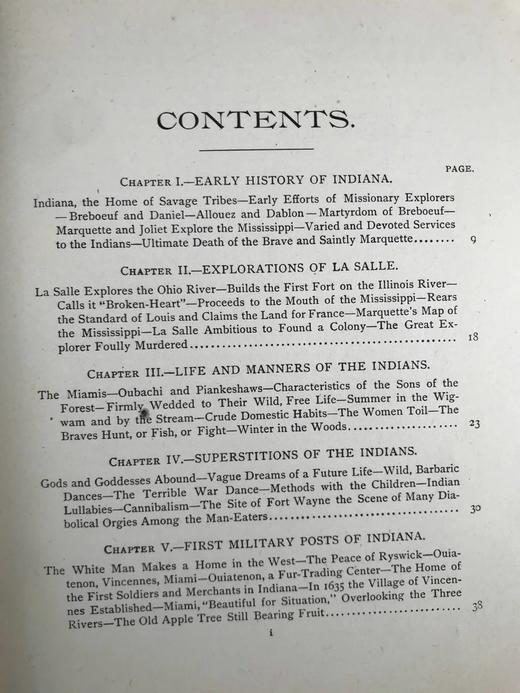 CONTENTS.
PAGE.
CHAPTER I.—EARLY HISTORY OF INDIANA.
Indiana, the Home of Savage Tribes—Early Efforts of Missionary Explorers
—Breboeuf and Daniel—Allouez and Dablon—Martyrdom of Breboeuf—
Marquette and Joliet Explore the Mississippi—Varied and Devoted Services
to the Indians—Ultimate Death of the Brave and Saintly Marquette........ 9
CHAPTER II.—EXPLORATIONS OF LA SALLE.
La Salle Explores the Ohio River—Builds the First Fort on the Illinois River—
Calls it "Broken-Heart"—Proceeds to the Mouth of the Mississippi—Rears
the Standard of Louis and Claims the Land for France—Marquette's Map of
the Mississippi—La Salle Ambitious to Found a Colony—The Great Ex-
plorer Foully Murdered.................................................. 18
CHAPTER III.—LIFE AND MANNERS OF THE INDIANS.
The Miamis—Oubachi and Piankeshaws—Characteristics of the Sons of the
Forest—Firmly Wedded to Their Wild, Free Life—Summer in the Wig-
wam and by the Stream—Crude Domestic Habits—The Women Toil—The
Braves Hunt, or Fish, or Fight—Winter in the Woods..................... 23
CHAPTER IV.—SUPERSTITIONS OF THE INDIANS.
Gods and Goddesses Abound—Vague Dreams of a Future Life—Wild, Barbaric
Dances—The Terrible War Dance—Methods with the Children—Indian
Lullabies—Cannibalism—The Site of Fort Wayne the Scene of Many Dia-
bolical Orgies Among the Man-Eaters..................................... 30
CHAPTER V.—FIRST MILITARY POSTS OF INDIANA.
The White Man Makes a Home in the West—The Peace of Ryswick—Ouia-
tenon, Vincennes, Miami—Ouiatenon, a Fur-Trading Center—The Home of
the First Soldiers and Merchants in Indiana—In 1635 the Village of Vincen-
nes Established—Miami, "Beautiful for Situation," Overlooking the Three
Rivers—The Old Apple Tree Still Bearing Fruit........................... 38
i